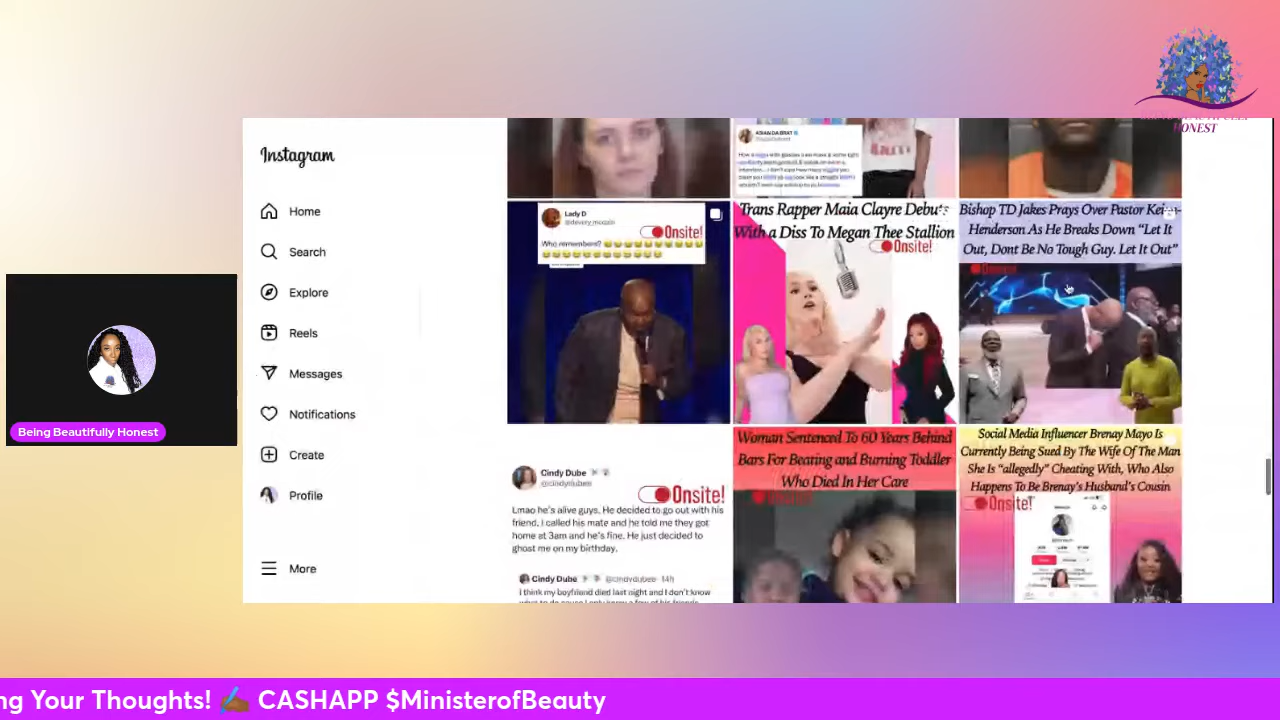 HONEST
Instagram
Home
Search
Explore
Reels
Messages
Notifications
Create
Profile
More
Being Beautifully Honest
Lady D
Onsite!
Who remembers? 😂😂😂😂😂😂😂😂😂
😂😂😂😂😂😂😂😂😂😂😂
Trans Rapper Maia Clayre Debuts
With a Diss To Megan Thee Stallion
Onsite!
Bishop TD Jakes Prays Over Pastor
Henderson As He Breaks Down “Let It
Out, Dont Be No Tough Guy. Let It Out”
Cindy Dube
@cindydubee
Onsite!
Lmao he's alive guys. He decided to go out with his
friend. I called his mate and he told me they got
home at 3am and he's fine. He just decided to
ghost me on my birthday.
Cindy Dube @cindydubee · 14h
I think my boyfriend died last night and I don't know
Woman Sentenced To 60 Years Behind
Bars For Beating and Burning Toddler
Who Died In Her Care
Social Media Influencer Brenay Mayo Is
Currently Being Sued By The Wife Of The Man
She Is “allegedly” Cheating With, Who Also
Happens To Be Brenay's Husband's Cousin
Onsite!
ng Your Thoughts! ✍🏾 CASHAPP $MinisterofBeauty